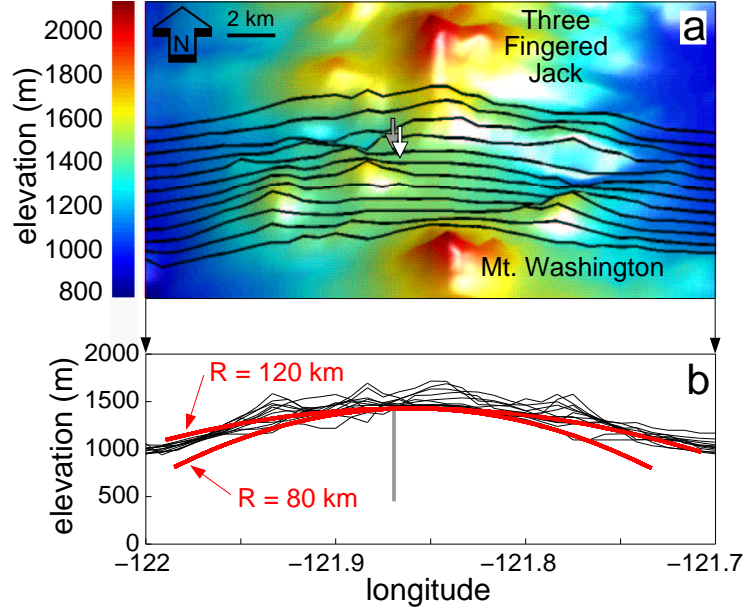 2 km
N
Three
Fingered
Jack
a
2000
1800
1600
1400
1200
1000
800
elevation (m)
Mt. Washington
b
R = 120 km
R = 80 km
2000
1500
1000
500
0
elevation (m)
−122
−121.9
−121.8
−121.7
longitude